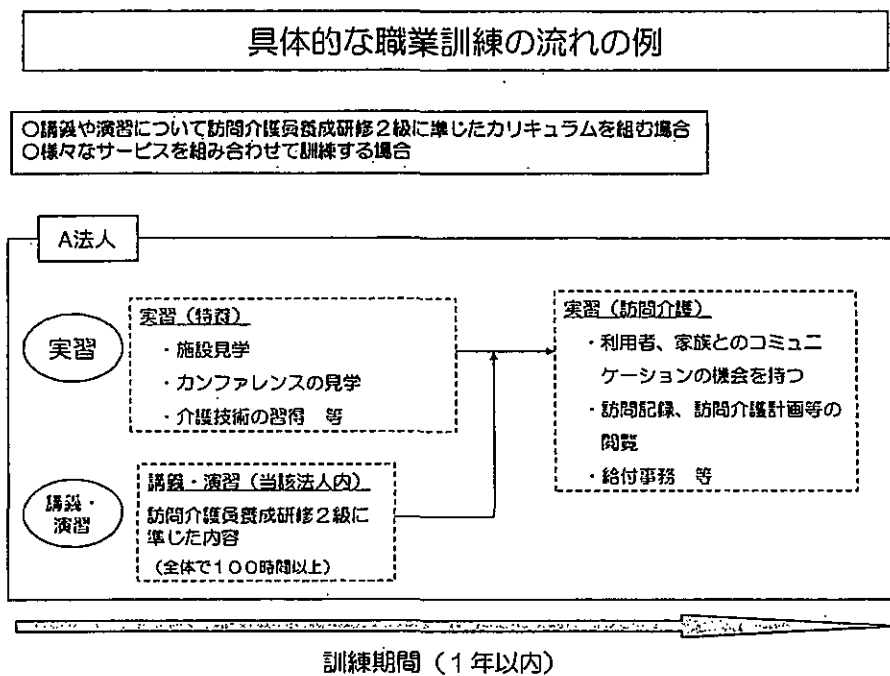 具体的な職業訓練の流れの例
○講義や演習について訪問介護員養成研修2級に準じたカリキュラムを組む場合
○様々なサービスを組み合わせて訓練する場合
A法人
実習
実習(特養)
・施設見学
・カンファレンスの見学
・介護技術の習得 等
講義・
演習
講義・演習(当該法人内)
訪問介護員養成研修2級に
準じた内容
(全体で100時間以上)
実習(訪問介護)
・利用者、家族とのコミュニ
ケーションの機会を持つ
・訪問記録、訪問介護計画等の
閲覧
・給付事務 等
訓練期間(1年以内)